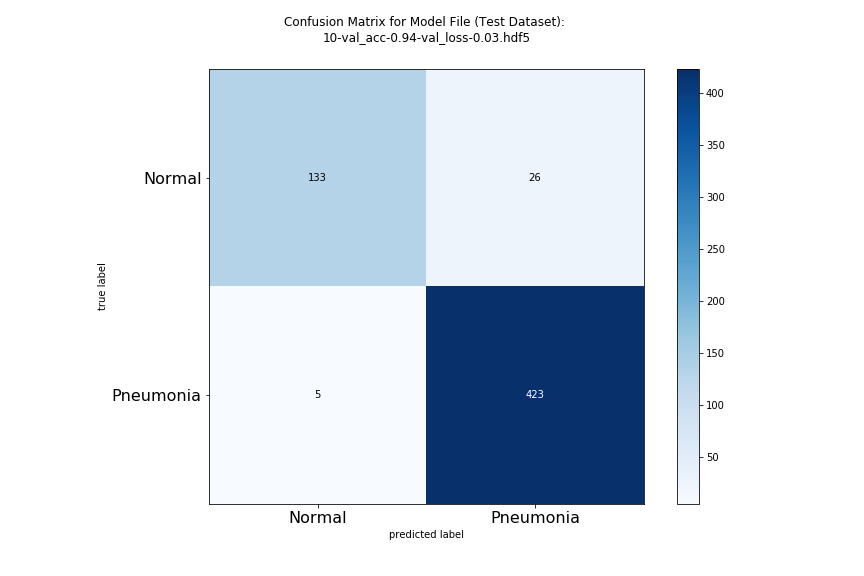 Confusion Matrix for Model File (Test Dataset):
10-val_acc-0.94-val_loss-0.03.hdf5
400
350
300
250
200
150
100
50
true label
Normal
133
26
Pneumonia
5
423
Normal
Pneumonia
predicted label